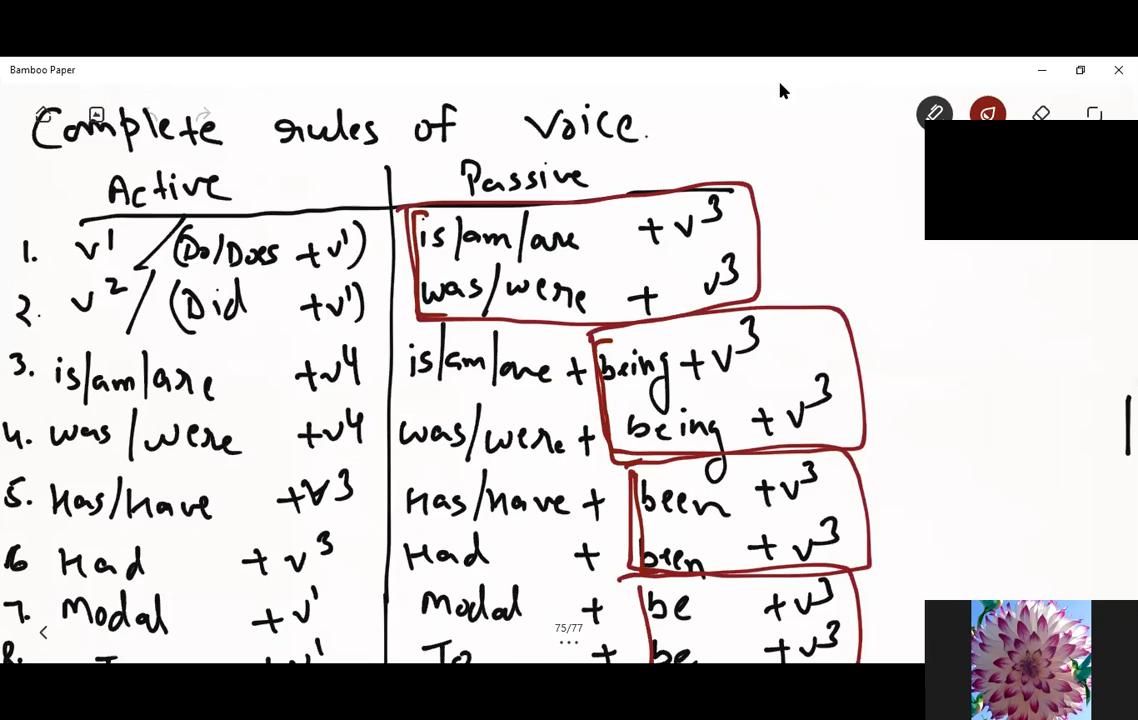 Bamboo Paper
Complete rules of Voice.
Active Passive
1. v¹ / (Do/Does + v¹) is/am/are + v³
2. v² / (Did + v¹) was/were + v³
3. is/am/are + v4 is/am/are + being + v³
4. was/were + v4 was/were + being + v³
5. Has/Have + v3 Has/Have + been + v³
6 Had + v³ Had + been + v³
7. Modal + v¹ Modal + be + v³
75/77
8. + v¹ To + be + v³